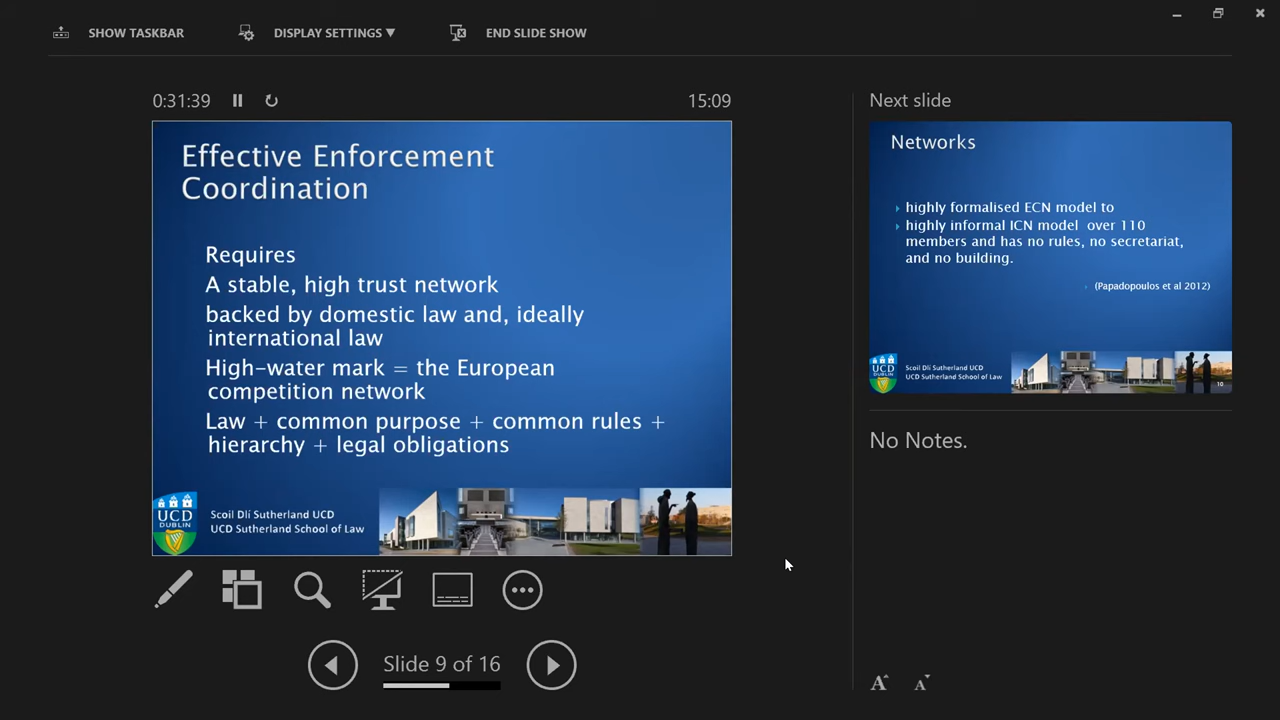 SHOW TASKBAR
DISPLAY SETTINGS ▼
END SLIDE SHOW
0:31:39
15:09
Effective Enforcement
Coordination
Requires
A stable, high trust network
backed by domestic law and, ideally
international law
High-water mark = the European
competition network
Law + common purpose + common rules +
hierarchy + legal obligations
UCD
DUBLIN
Scoil Dlí Sutherland UCD
UCD Sutherland School of Law
Slide 9 of 16
Next slide
Networks
highly formalised ECN model to
highly informal ICN model over 110
members and has no rules, no secretariat,
and no building.
(Papadopoulos et al 2012)
UCD
DUBLIN
Scoil Dlí Sutherland UCD
UCD Sutherland School of Law
10
No Notes.
A A